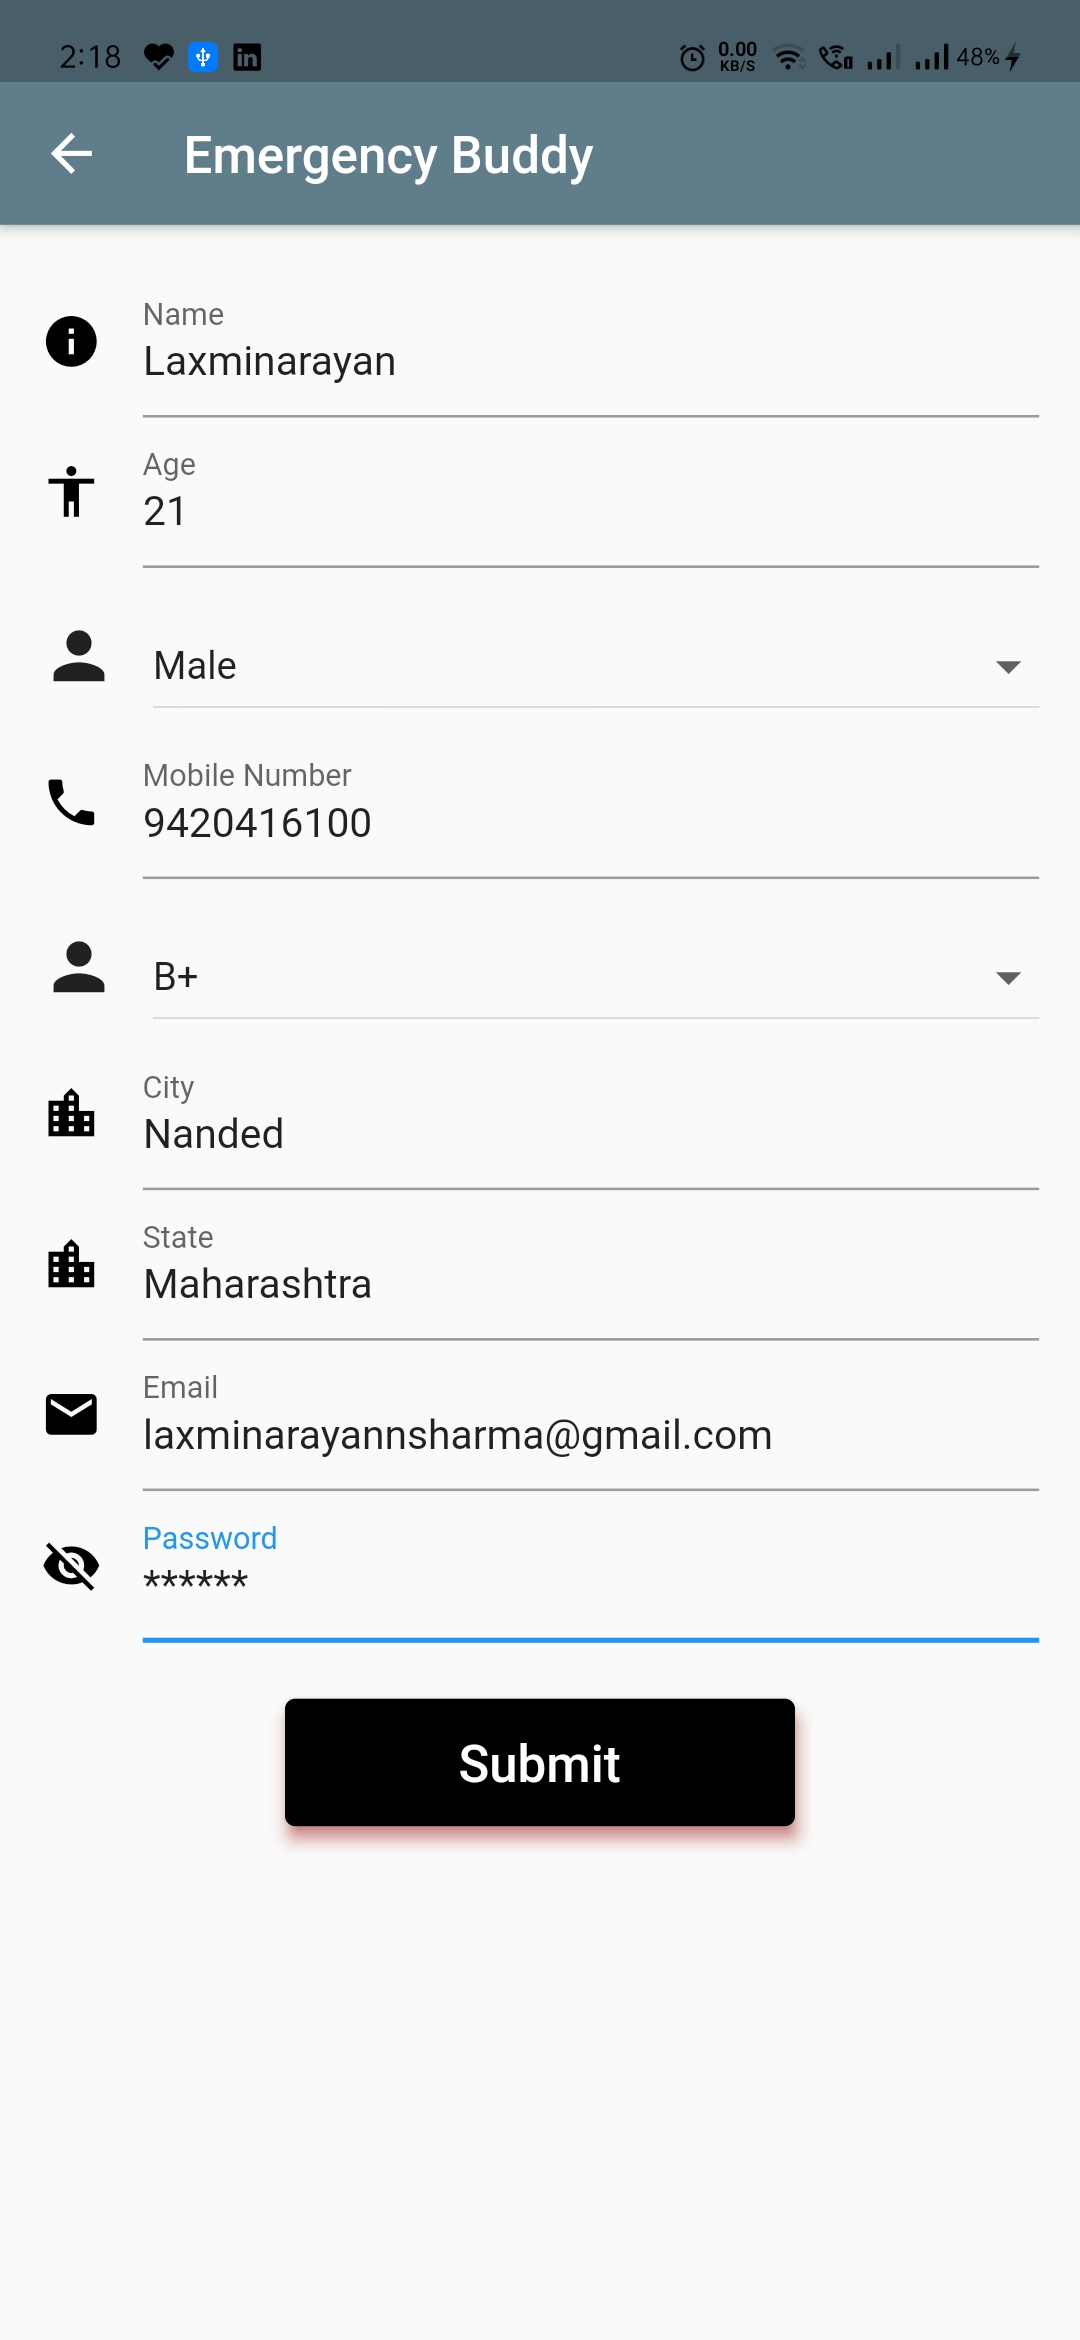 2:18 0.00 KB/S 48%
Emergency Buddy
Name
Laxminarayan
Age
21
Male
Mobile Number
9420416100
B+
City
Nanded
State
Maharashtra
Email
laxminarayannsharma@gmail.com
Password
******
Submit